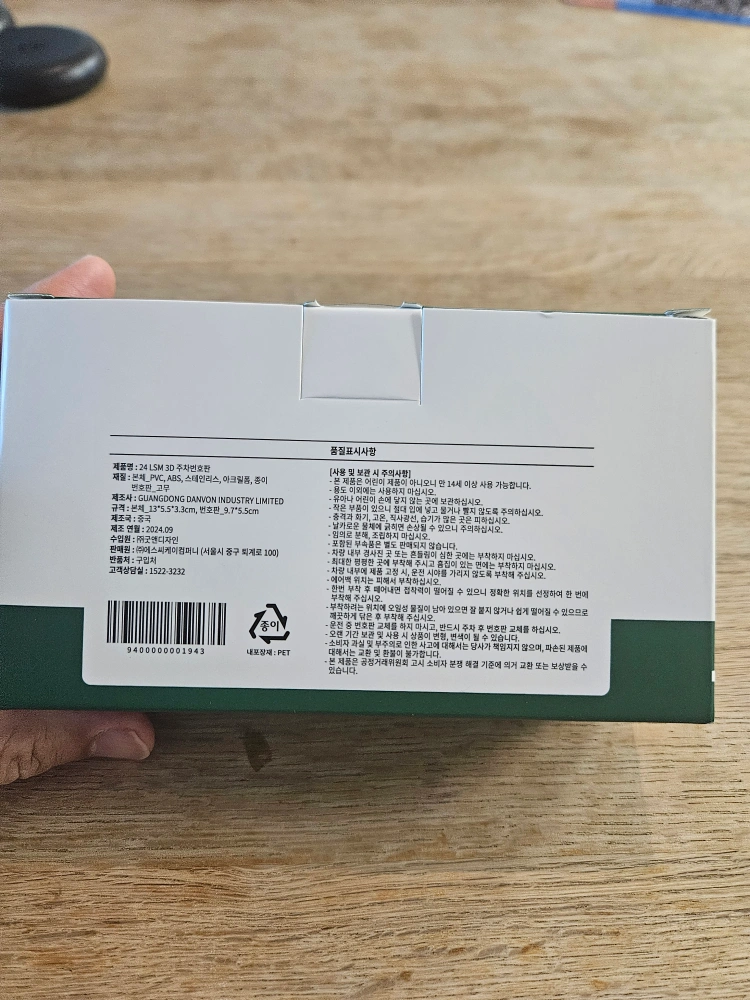 품질표시사항
제품명 : 24 LSM 3D 주차번호판
재질 : 본체_PVC, ABS, 스테인리스, 아크릴폼, 종이
번호판_고무
제조사 : GUANGDONG DANVON INDUSTRY LIMITED
규격 : 본체_13*5.5*3.3cm, 번호판_9.7*5.5cm
제조국 : 중국
제조 연월 : 2024.09
수입원 : ㈜굿앤디자인
판매원 : ㈜에스씨케이컴퍼니 (서울시 중구 퇴계로 100)
반품처 : 구입처
고객상담실 : 1522-3232
9400000001943
종이
내포장재 : PET
[사용 및 보관 시 주의사항]
- 본 제품은 어린이 제품이 아니오니 만 14세 이상 사용 가능합니다.
- 용도 이외에는 사용하지 마십시오.
- 유아나 어린이 손에 닿지 않는 곳에 보관하십시오.
- 작은 부품이 있으니 절대 입에 넣고 물거나 빨지 않도록 주의하십시오.
- 충격과 화기, 고온, 직사광선, 습기가 많은 곳은 피하십시오.
- 날카로운 물체에 긁히면 손상될 수 있으니 주의하십시오.
- 임의로 분해, 조립하지 마십시오.
- 포함된 부속품은 별도 판매되지 않습니다.
- 차량 내부 경사진 곳 또는 흔들림이 심한 곳에는 부착하지 마십시오.
- 최대한 평평한 곳에 부착해 주시고 흠집이 있는 면에는 부착하지 마십시오.
- 차량 내부에 제품 고정 시, 운전 시야를 가리지 않도록 부착해 주십시오.
- 에어백 위치는 피해서 부착하십시오.
- 한번 부착 후 떼어내면 접착력이 떨어질 수 있으니 정확한 위치를 선정하여 한 번에
부착해 주십시오.
- 부착하려는 위치에 오일성 물질이 남아 있으면 잘 붙지 않거나 쉽게 떨어질 수 있으므로
깨끗하게 닦은 후 부착해 주십시오.
- 운전 중 번호판 교체를 하지 마시고, 반드시 주차 후 번호판 교체를 하십시오.
- 오랜 기간 보관 및 사용 시 상품이 변형, 변색이 될 수 있습니다.
- 소비자 과실 및 부주의로 인한 사고에 대해서는 당사가 책임지지 않으며, 파손된 제품에
대해서는 교환 및 환불이 불가합니다.
- 본 제품은 공정거래위원회 고시 소비자 분쟁 해결 기준에 의거 교환 또는 보상받을 수
있습니다.